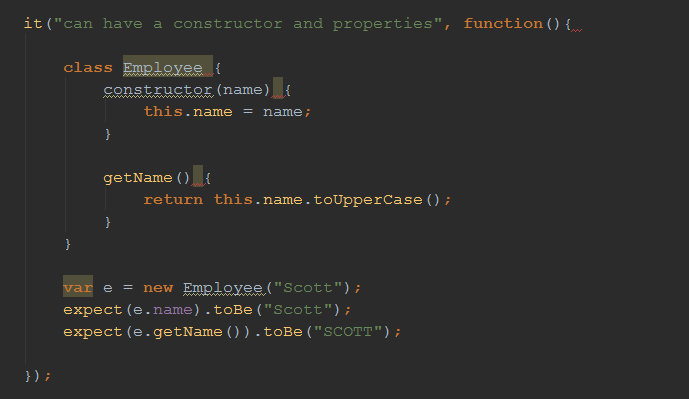 it("can have a constructor and properties", function(){
class Employee {
constructor(name) {
this.name = name;
}
getName() {
return this.name.toUpperCase();
}
}
var e = new Employee("Scott");
expect(e.name).toBe("Scott");
expect(e.getName()).toBe("SCOTT");
});